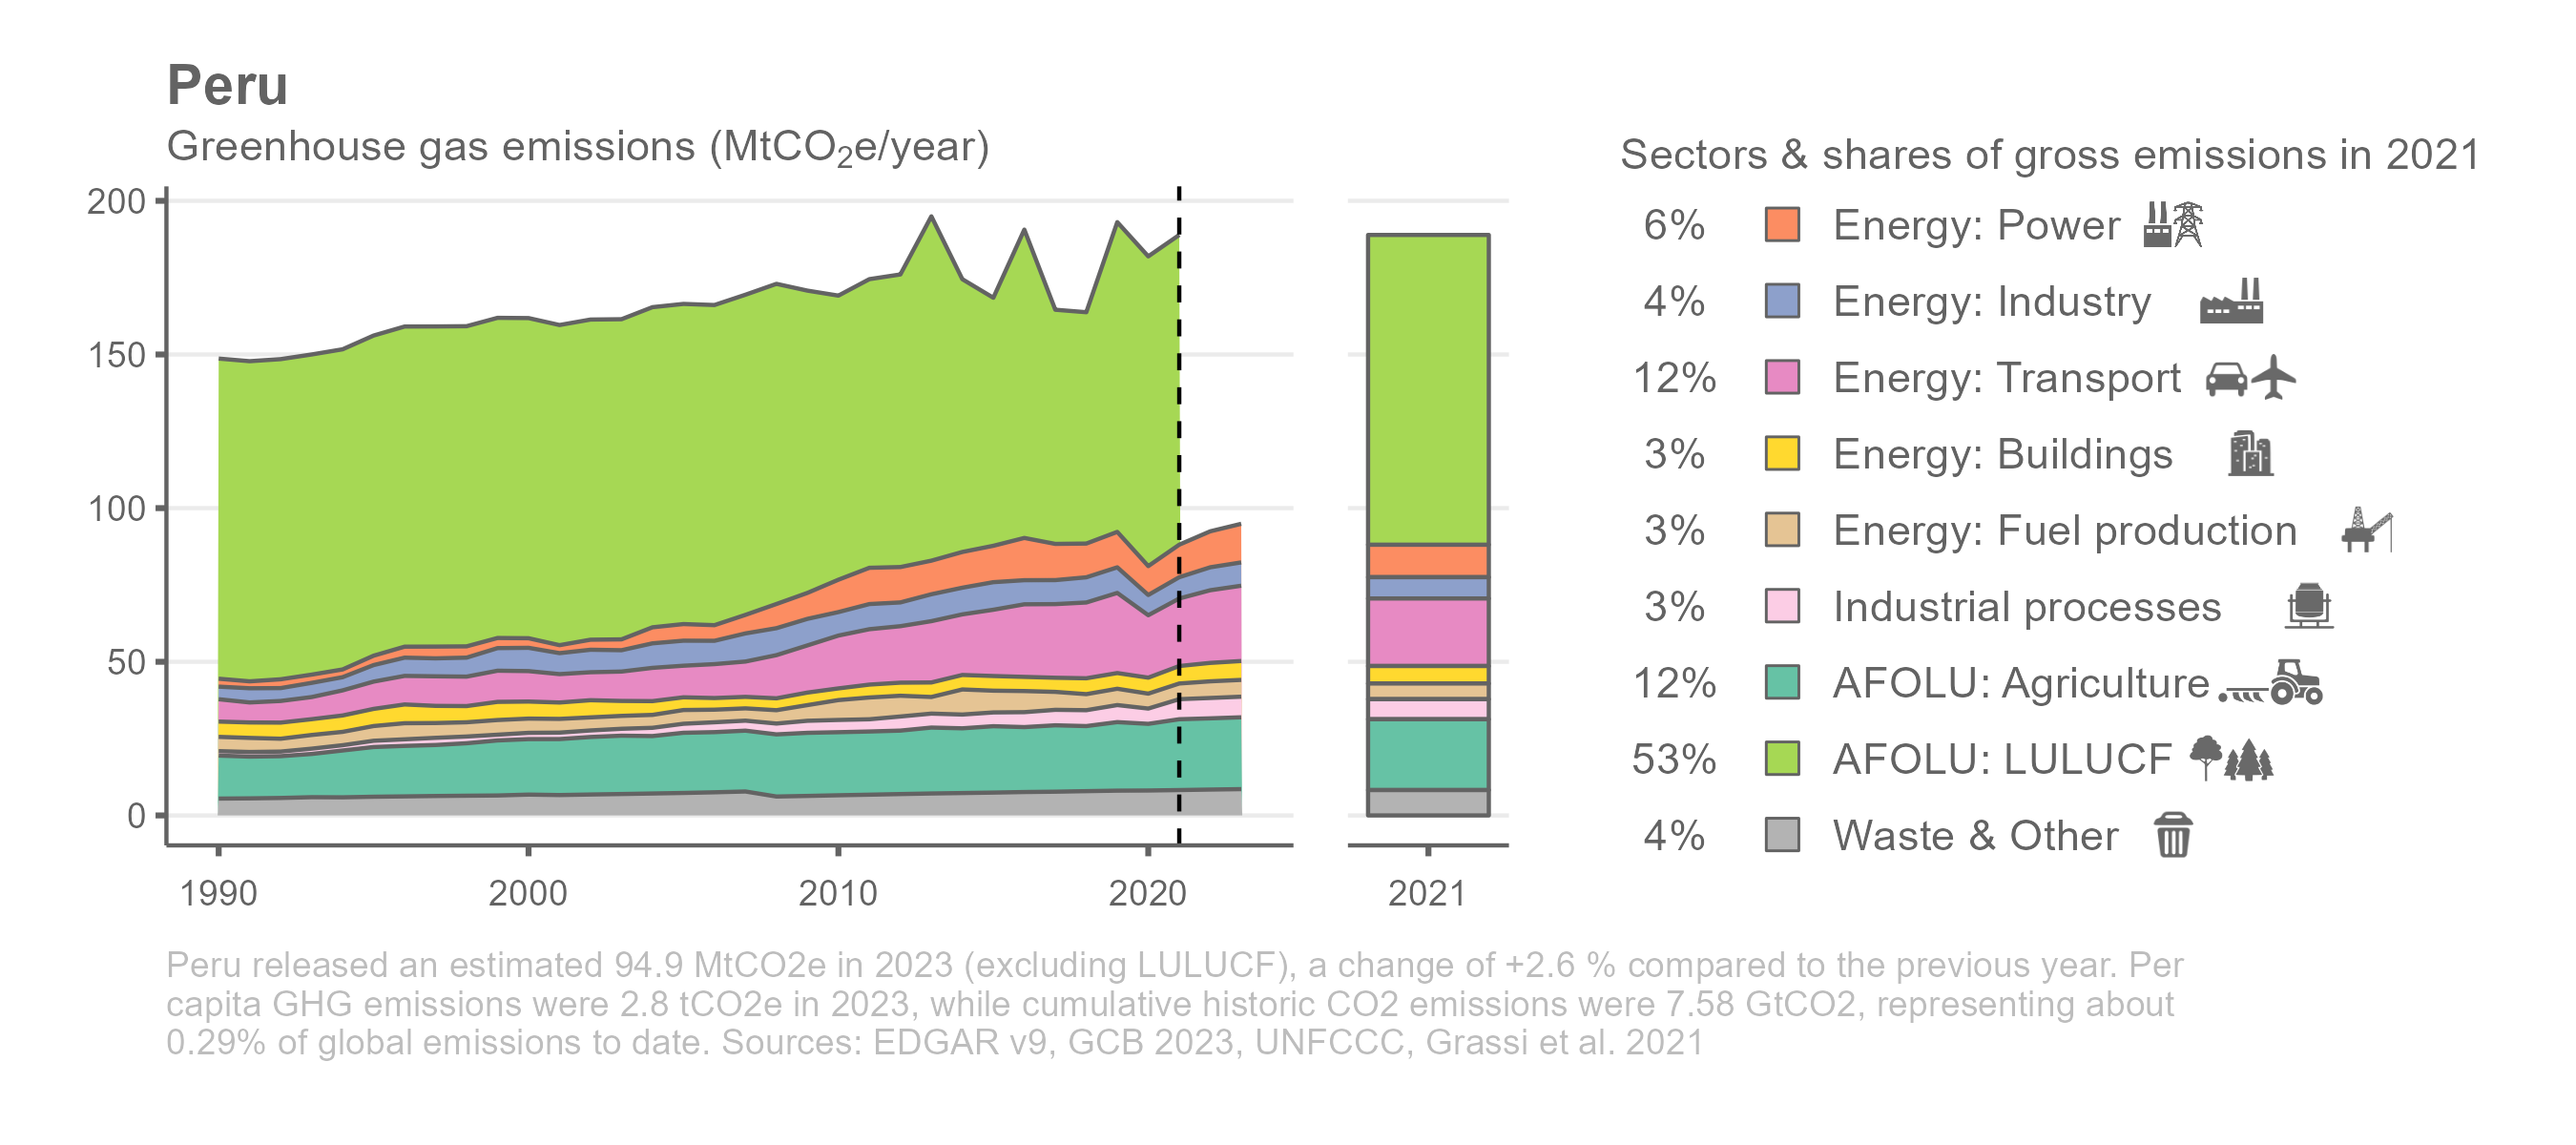 Peru
Greenhouse gas emissions (MtCO₂e/year)
200
150
100
50
0
1990
2000
2010
2020
2021
Sectors & shares of gross emissions in 2021
6% Energy: Power
4% Energy: Industry
12% Energy: Transport
3% Energy: Buildings
3% Energy: Fuel production
3% Industrial processes
12% AFOLU: Agriculture
53% AFOLU: LULUCF
4% Waste & Other
Peru released an estimated 94.9 MtCO2e in 2023 (excluding LULUCF), a change of +2.6 % compared to the previous year. Per
capita GHG emissions were 2.8 tCO2e in 2023, while cumulative historic CO2 emissions were 7.58 GtCO2, representing about
0.29% of global emissions to date. Sources: EDGAR v9, GCB 2023, UNFCCC, Grassi et al. 2021